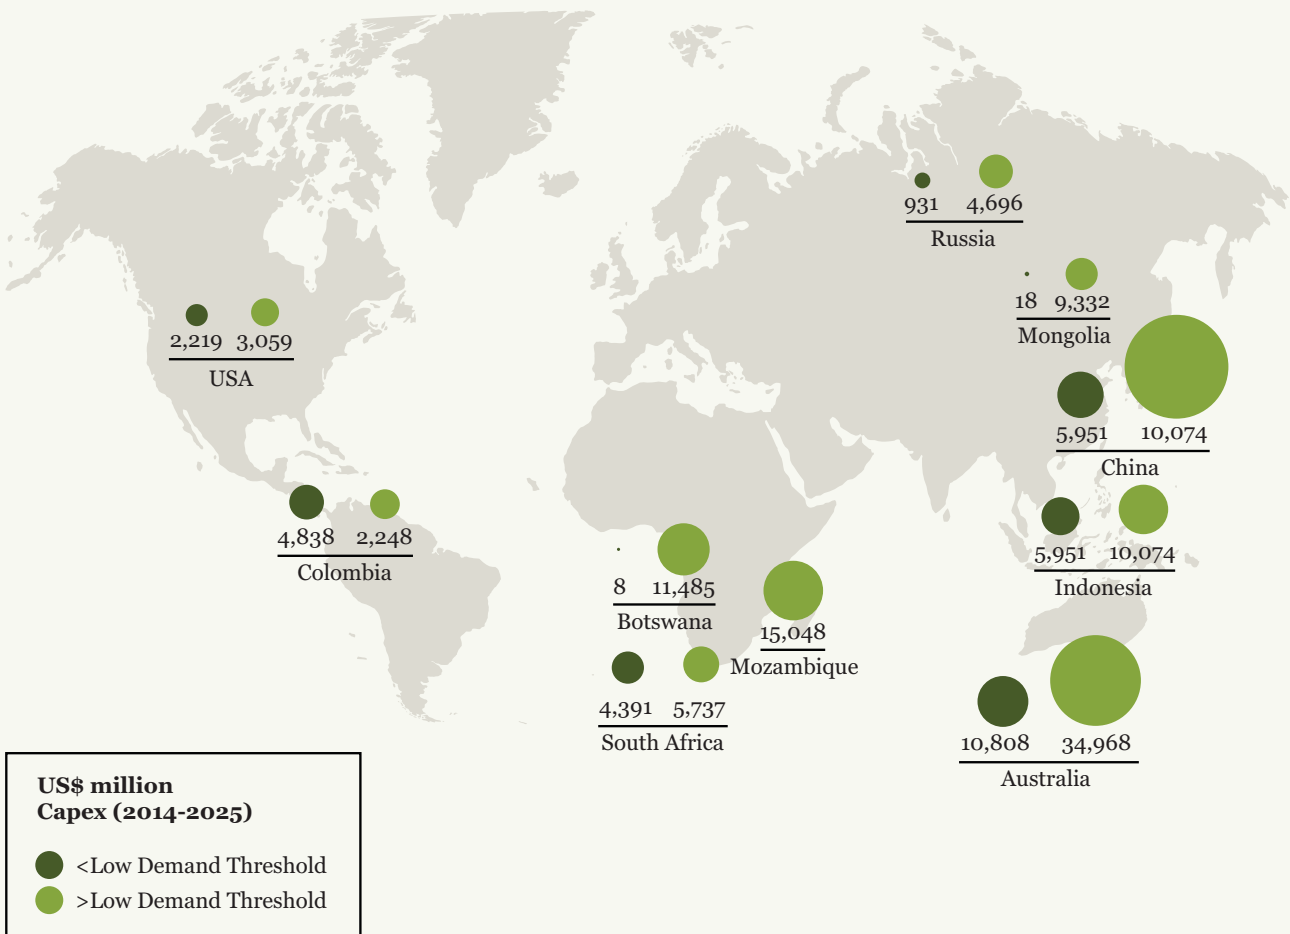 931 4,696
Russia
18 9,332
Mongolia
2,219 3,059
USA
5,951 10,074
China
4,838 2,248
Colombia
5,951 10,074
Indonesia
8 11,485
Botswana
15,048
Mozambique
4,391 5,737
South Africa
10,808 34,968
Australia
US$ million
Capex (2014-2025)
<Low Demand Threshold
>Low Demand Threshold